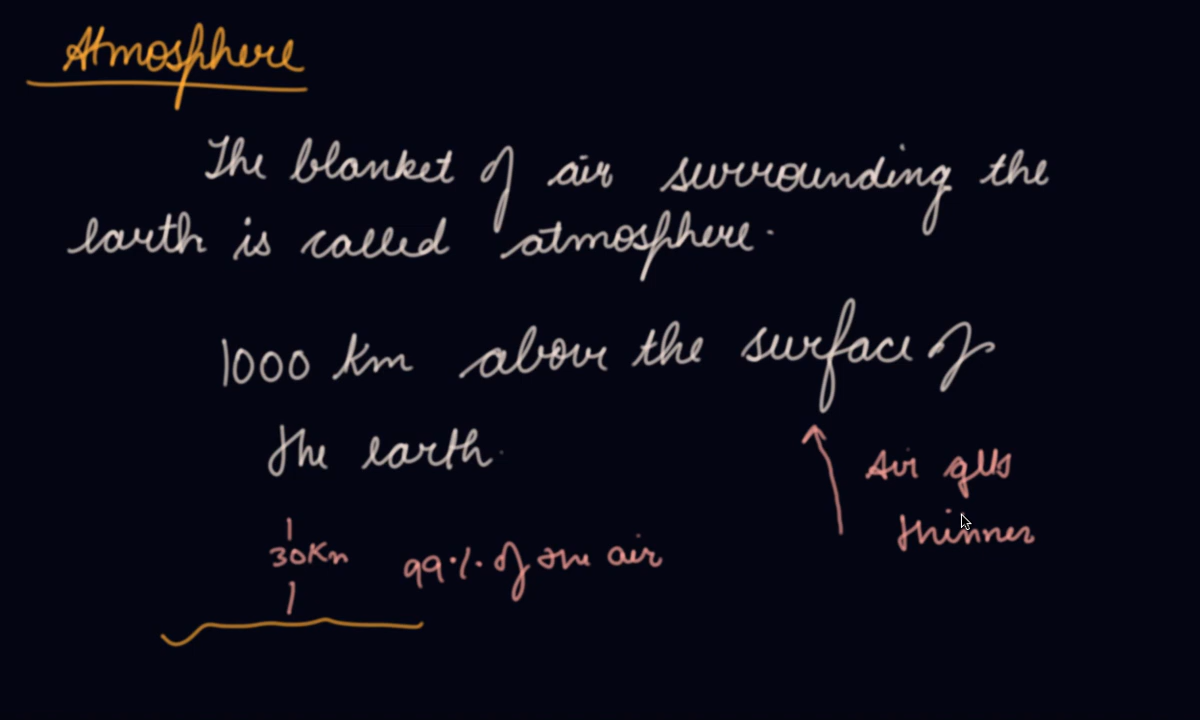 Atmosphere
The blanket of air surrounding the
earth is called atmosphere.
1000 km above the surface of
the earth.
Air gets
thinner
30Km 99% of the air